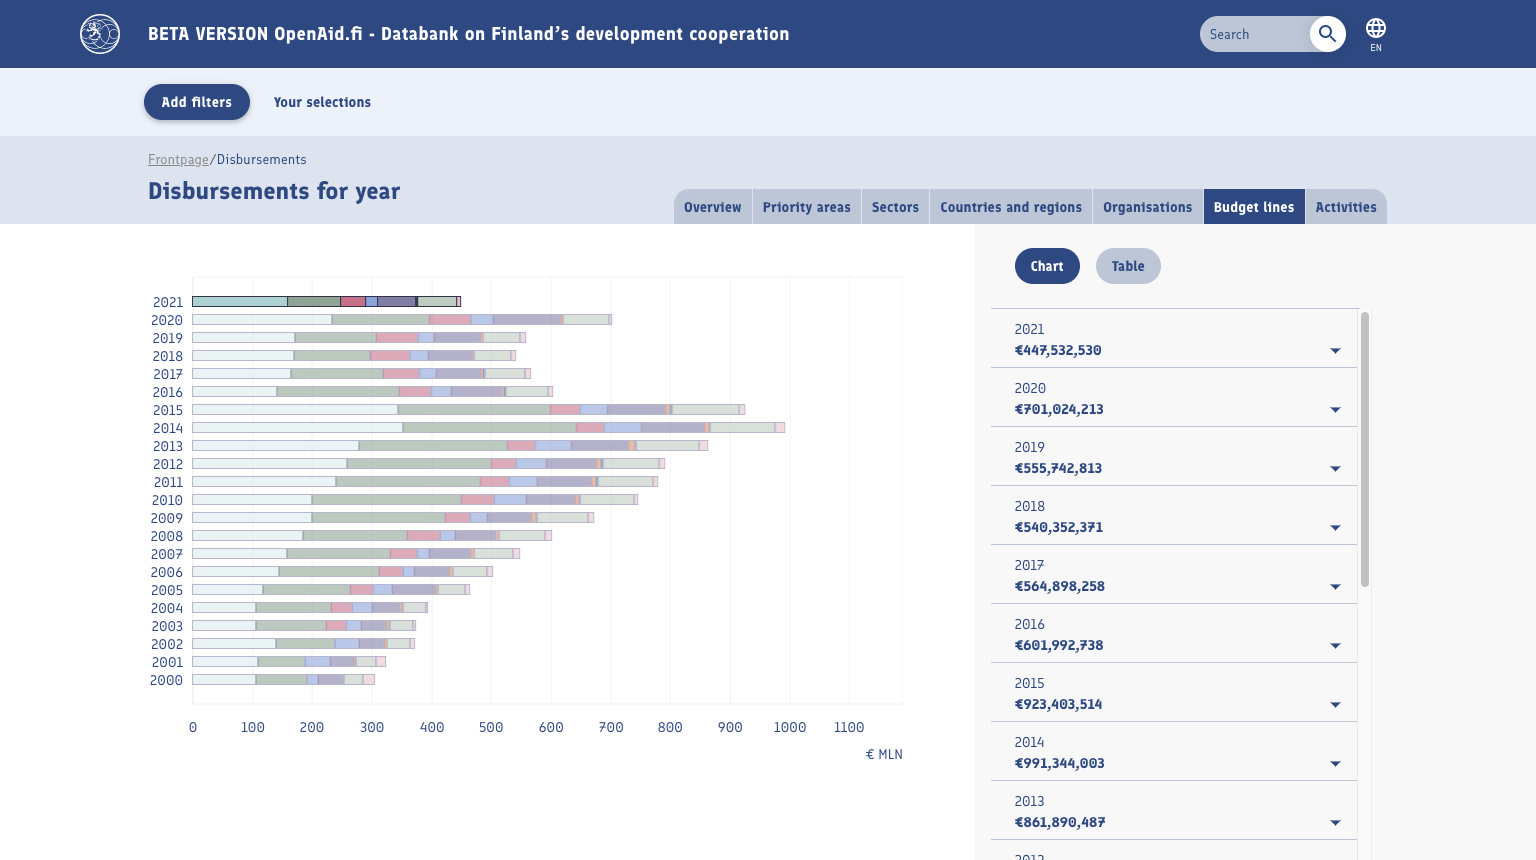 BETA VERSION OpenAid.fi - Databank on Finland's development cooperation
Search
EN
Add filters
Your selections
Frontpage/Disbursements
Disbursements for year
Overview
Priority areas
Sectors
Countries and regions
Organisations
Budget lines
Activities
2021
2020
2019
2018
2017
2016
2015
2014
2013
2012
2011
2010
2009
2008
2007
2006
2005
2004
2003
2002
2001
2000
0 100 200 300 400 500 600 700 800 900 1000 1100
€ MLN
Chart
Table
2021
€447,532,530
2020
€701,024,213
2019
€555,742,813
2018
€540,352,371
2017
€564,898,258
2016
€601,992,738
2015
€923,403,514
2014
€991,344,003
2013
€861,890,487
2012